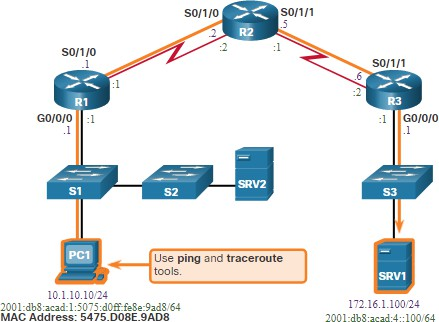 S0/1/0
S0/1/1
R2
.2
.5
S0/1/0
:2
:1
S0/1/1
.1
.6
R1
:1
:2
R3
G0/0/0
:1
:1
G0/0/0
.1
.1
S1
S2
SRV2
S3
PC1
Use ping and traceroute
tools.
SRV1
10.1.10.10/24
2001:db8:acad:1:5075:d0ff:fe8e:9ad8/64
MAC Address: 5475.D08E.9AD8
172.16.1.100/24
2001:db8:acad:4::100/64